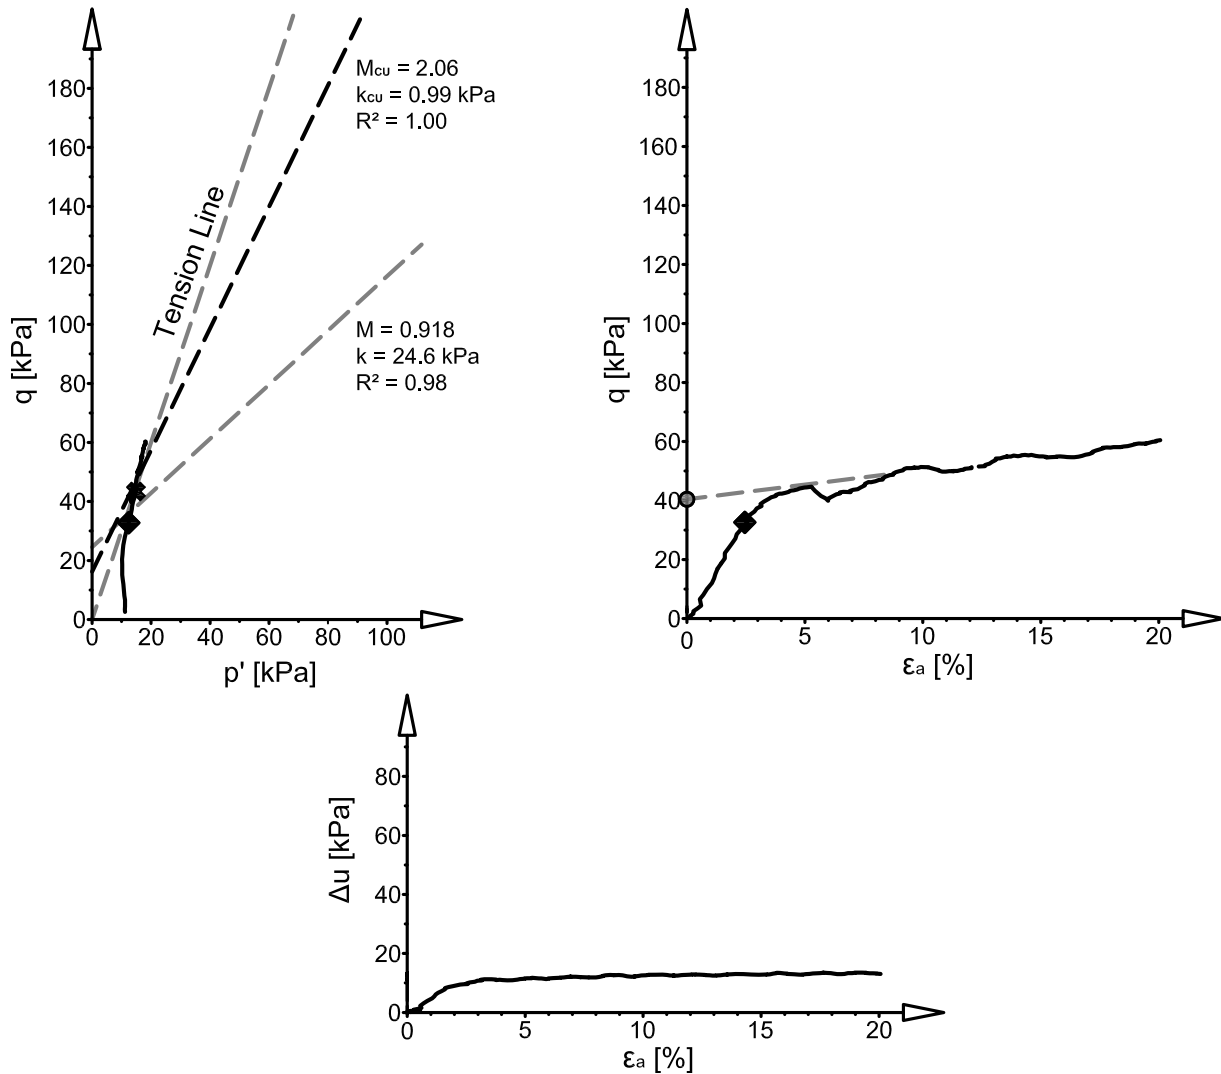 180
160
140
120
100
80
60
40
20
0
q [kPa]
Tension Line
Mcu = 2.06
kcu = 0.99 kPa
R² = 1.00
M = 0.918
k = 24.6 kPa
R² = 0.98
0 20 40 60 80 100
p' [kPa]
180
160
140
120
100
80
60
40
20
0
q [kPa]
0 5 10 15 20
εa [%]
80
60
40
20
0
Δu [kPa]
0 5 10 15 20
εa [%]